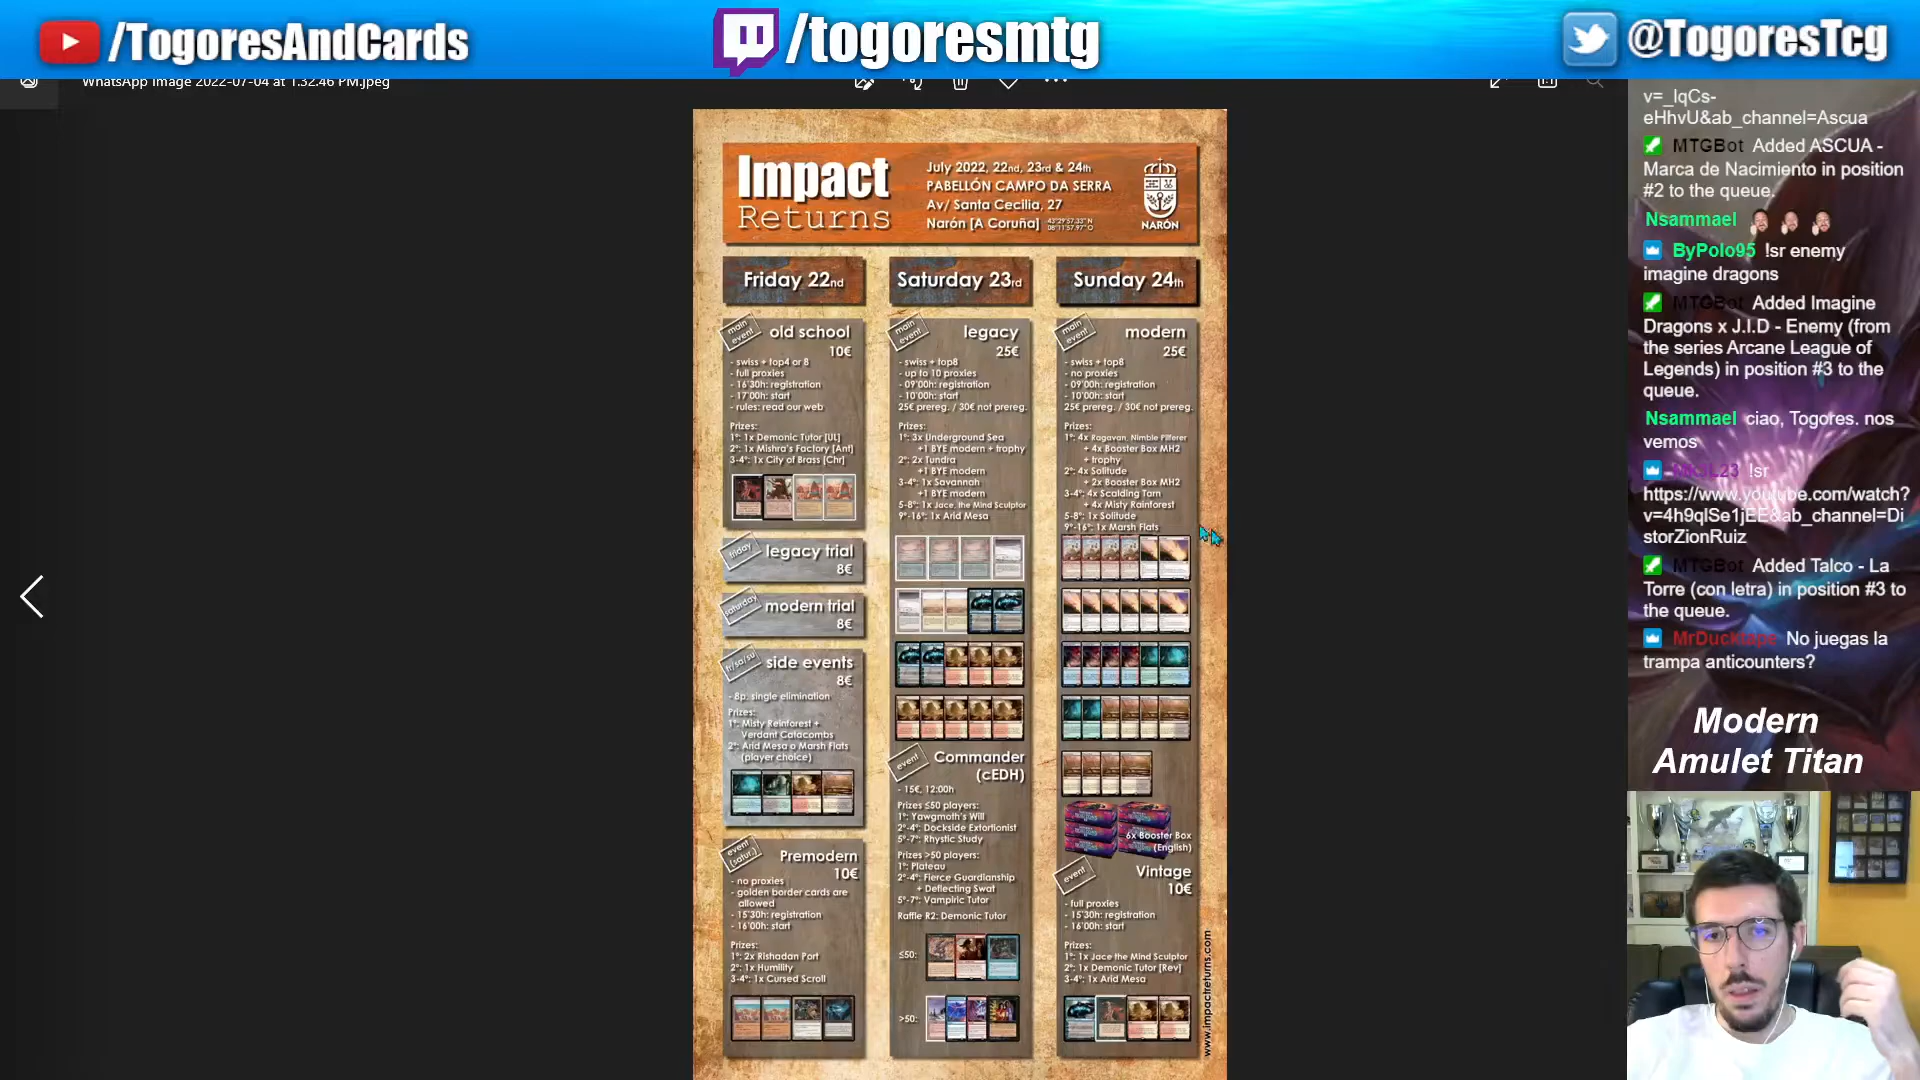 /TogoresAndCards
/togoresmtg
@TogoresTcg
WhatsApp Image 2022-07-04 at 1.32.46 PM.jpeg
Impact
Returns
July 2022, 22nd, 23rd & 24th
PABELLÓN CAMPO DA SERRA
Av/ Santa Cecilia, 27
Narón [A Coruña]
NARÓN
Friday 22nd
main event
old school
10€
- swiss + top4 or 8
- full proxies
- 16'30h: registration
- 17'00h: start
- rules: read our web
Prizes:
1º: 1x Demonic Tutor [UL]
2º: 1x Mishra's Factory [Ant]
3-4º: 1x City of Brass [Chr]
friday
legacy trial
8€
saturday
modern trial
8€
fr/sa/su
side events
8€
- 8p. single elimination
Prizes:
1º: Misty Rainforest +
Verdant Catacombs
2º: Arid Mesa o Marsh Flats
(player choice)
event (satur.)
Premodern
10€
- no proxies
- golden border cards are
allowed
- 15'30h: registration
- 16'00h: start
Prizes:
1º: 2x Rishadan Port
2º: 1x Humility
3-4º: 1x Cursed Scroll
Saturday 23rd
main event
legacy
25€
- swiss + top8
- up to 10 proxies
- 09'00h: registration
- 10'00h: start
25€ prereg. / 30€ not prereg.
Prizes:
1º: 3x Underground Sea
+1 BYE modern + trophy
2º: 2x Tundra
+1 BYE modern
3-4º: 1x Savannah
+1 BYE modern
5-8º: 1x Jace, the Mind Sculptor
9º-16º: 1x Arid Mesa
event
Commander
(cEDH)
- 15€, 12:00h
Prizes ≤50 players:
1º: Yawgmoth's Will
2º-4º: Dockside Extortionist
5º-7º: Rhystic Study
Prizes >50 players:
1º: Plateau
2º-4º: Fierce Guardianship
+ Deflecting Swat
5º-7º: Vampiric Tutor
Raffle R2: Demonic Tutor
≤50:
>50:
Sunday 24th
main event
modern
25€
- swiss + top8
- no proxies
- 09'00h: registration
- 10'00h: start
25€ prereg. / 30€ not prereg.
Prizes:
1º: 4x Ragavan, Nimble Pilferer
+ 4x Booster Box MH2
+ trophy
2º: 4x Solitude
+ 2x Booster Box MH2
3-4º: 4x Scalding Tarn
+ 4x Misty Rainforest
5-8º: 1x Solitude
9º-16º: 1x Marsh Flats
6x Booster Box
(English)
event
Vintage
10€
- full proxies
- 15'30h: registration
- 16'00h: start
Prizes:
1º: 1x Jace the Mind Sculptor
2º: 1x Demonic Tutor [Rev]
3-4º: 1x Arid Mesa
www.impactreturns.com
v=_lqCs-
eHhvU&ab_channel=Ascua
MTGBot Added ASCUA -
Marca de Nacimiento in position
#2 to the queue.
Nsammael
ByPolo95 !sr enemy
imagine dragons
MTGBot Added Imagine
Dragons x J.I.D - Enemy (from
the series Arcane League of
Legends) in position #3 to the
queue.
Nsammael ciao, Togores. nos
vemos
!sr
https://www.youtube.com/watch?
v=4h9qlSe1jEE&ab_channel=Di
storZionRuiz
MTGBot Added Talco - La
Torre (con letra) in position #3 to
the queue.
MrDucktape No juegas la
trampa anticounters?
Modern
Amulet Titan